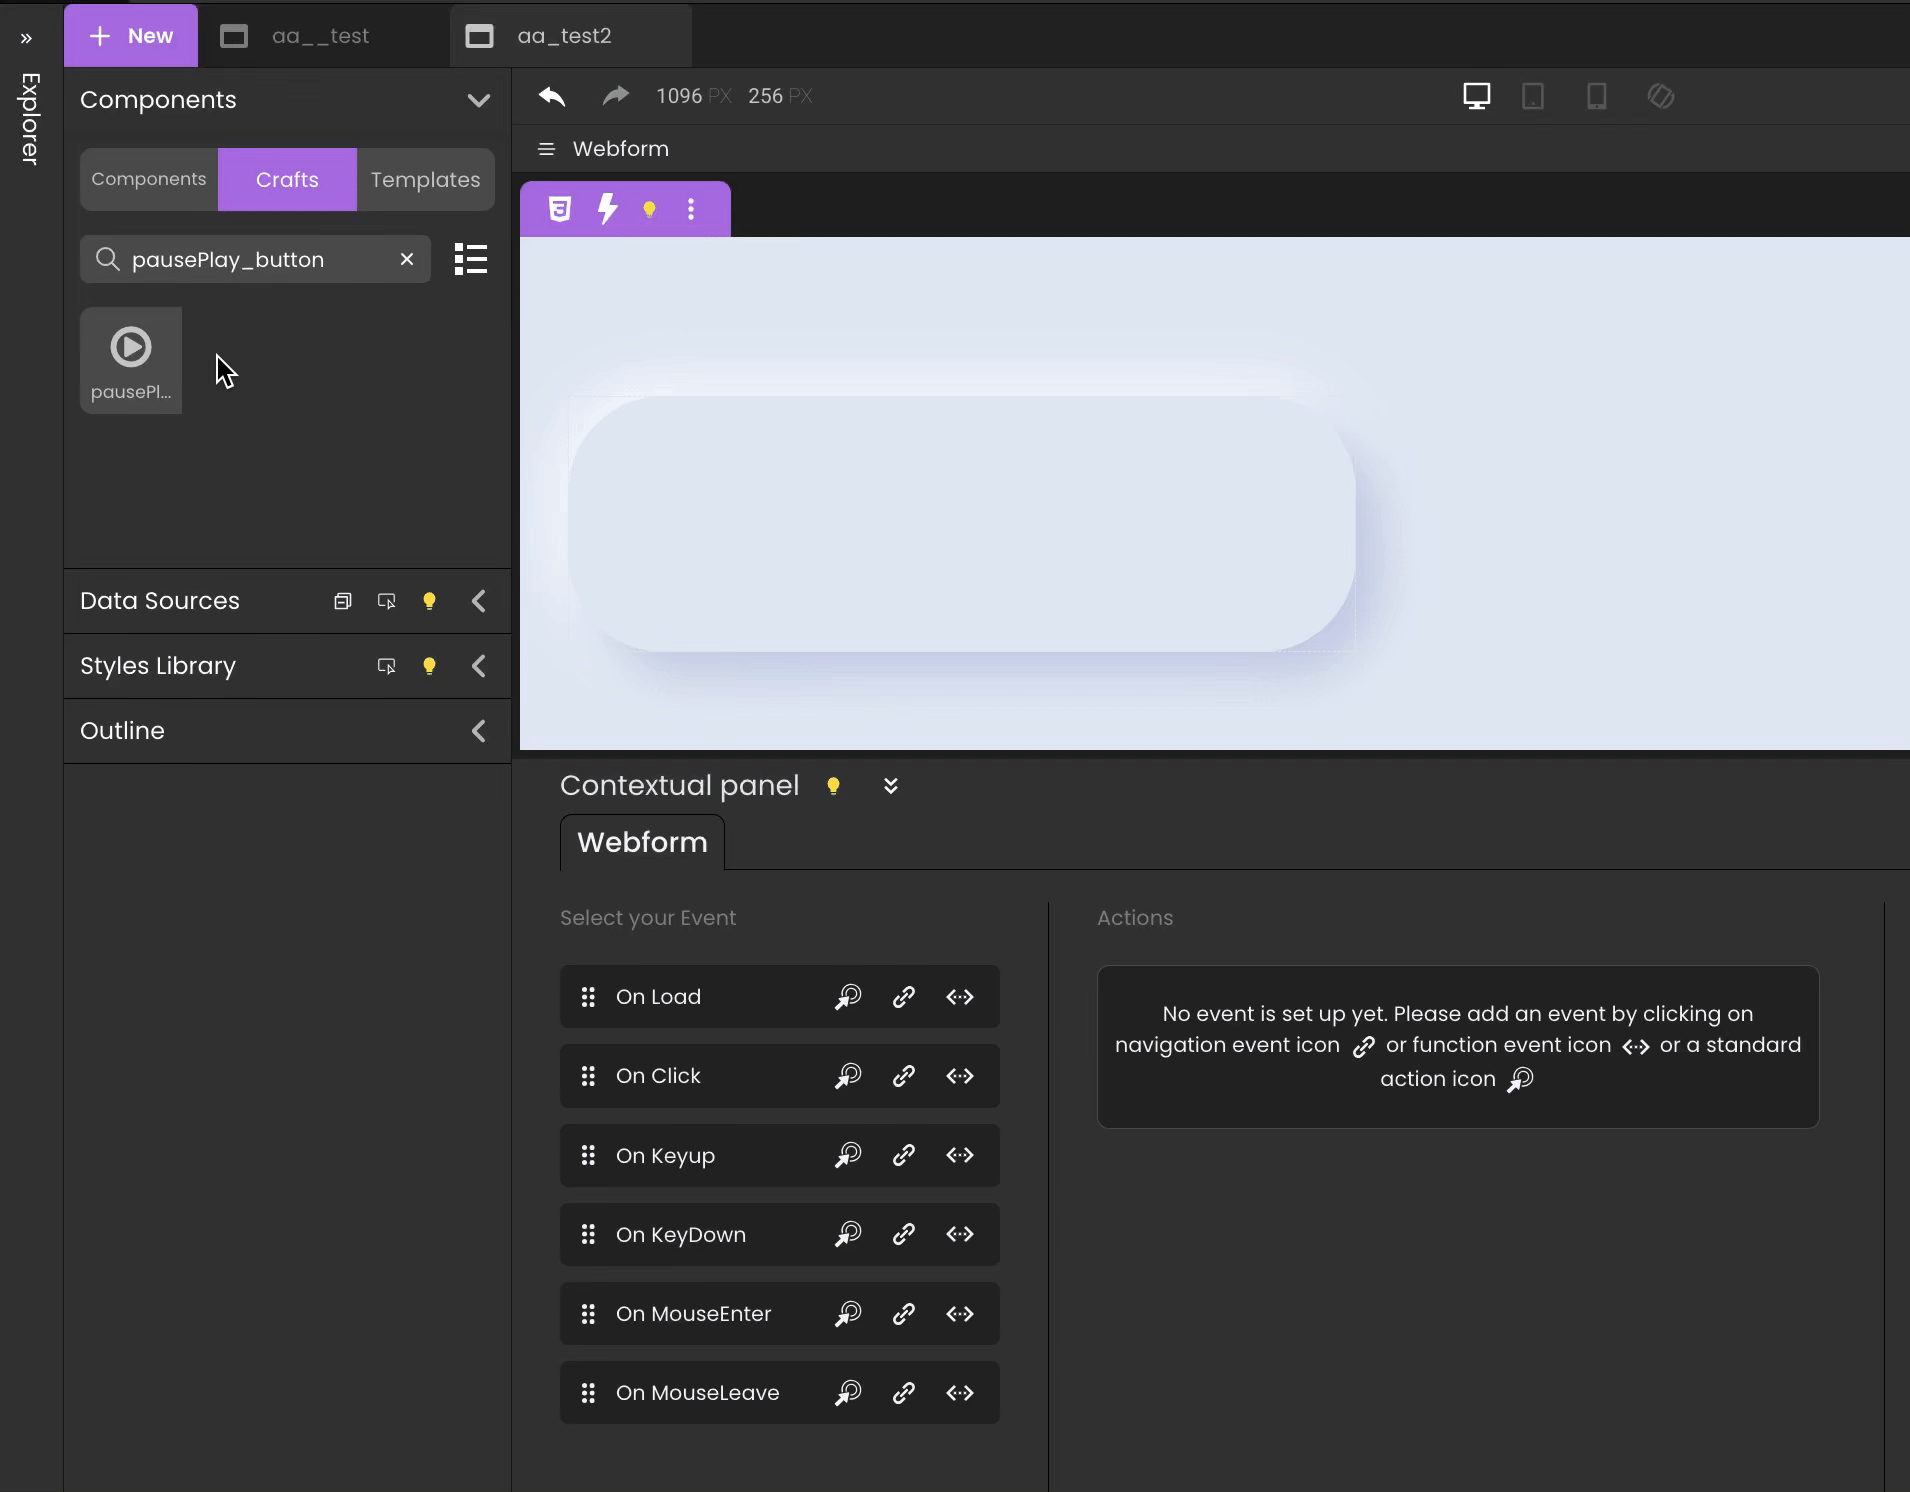 New
aa__test
aa_test2
Explorer
Components
1096 PX 256 PX
Webform
Components
Crafts
Templates
pausePlay_button
pausePl...
Data Sources
Styles Library
Outline
Contextual panel
Webform
Select your Event
On Load
On Click
On Keyup
On KeyDown
On MouseEnter
On MouseLeave
Actions
No event is set up yet. Please add an event by clicking on
navigation event icon or function event icon or a standard
action icon